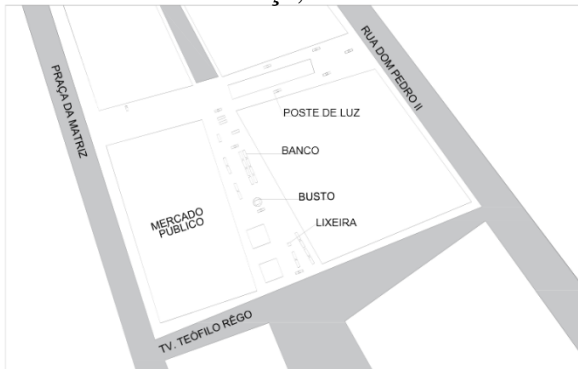 PRAÇA DA MATRIZ
RUA DOM PEDRO II
POSTE DE LUZ
BANCO
BUSTO
MERCADO
PÚBLICO
LIXEIRA
TV. TEÓFILO RÊGO